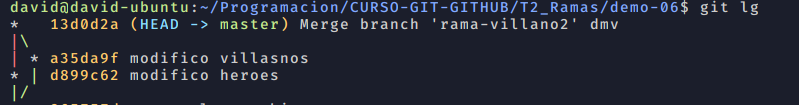 david@david-ubuntu:~/Programacion/CURSO-GIT-GITHUB/T2_Ramas/demo-06$ git lg
*   13d0d2a (HEAD -> master) Merge branch 'rama-villano2' dmv
|\
| * a35da9f modifico villasnos
* | d899c62 modifico heroes
|/